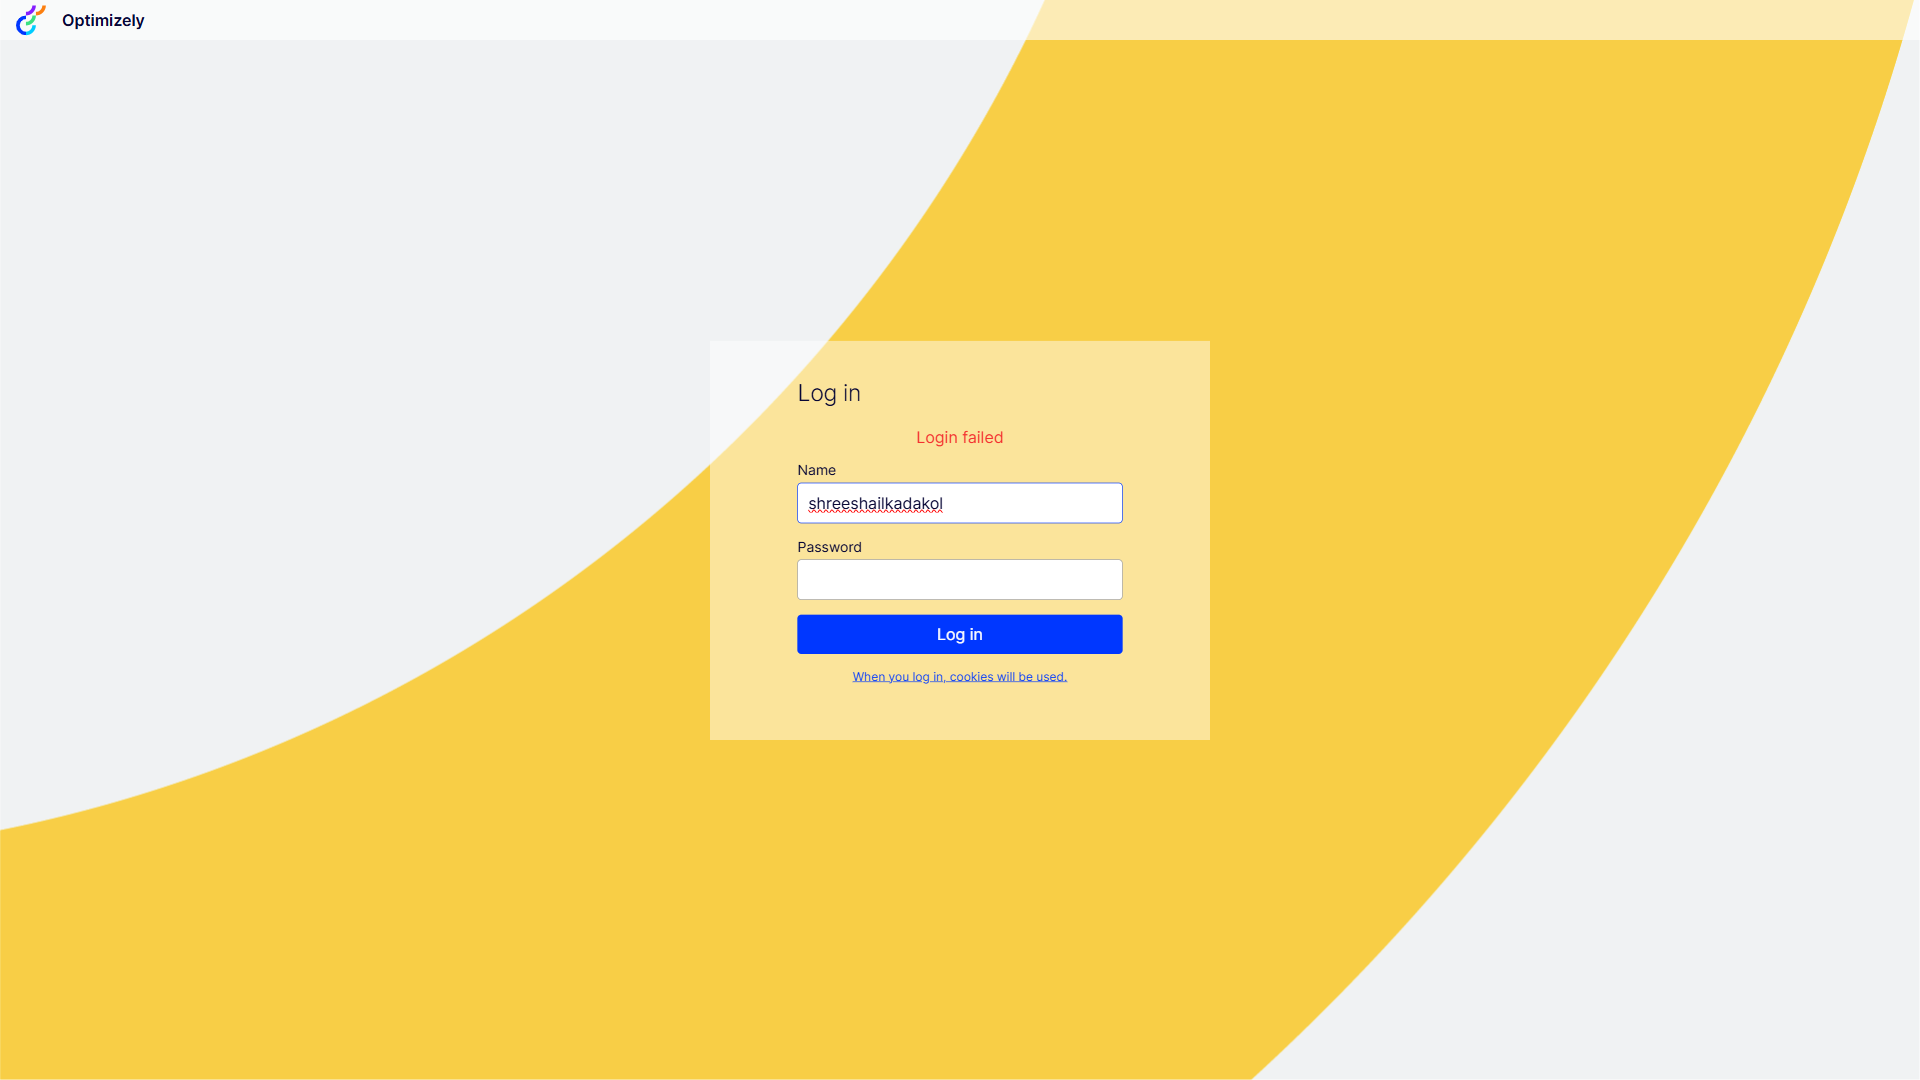 Optimizely
Log in
Login failed
Name
shreeshailkadakol
Password
Log in
When you log in, cookies will be used.